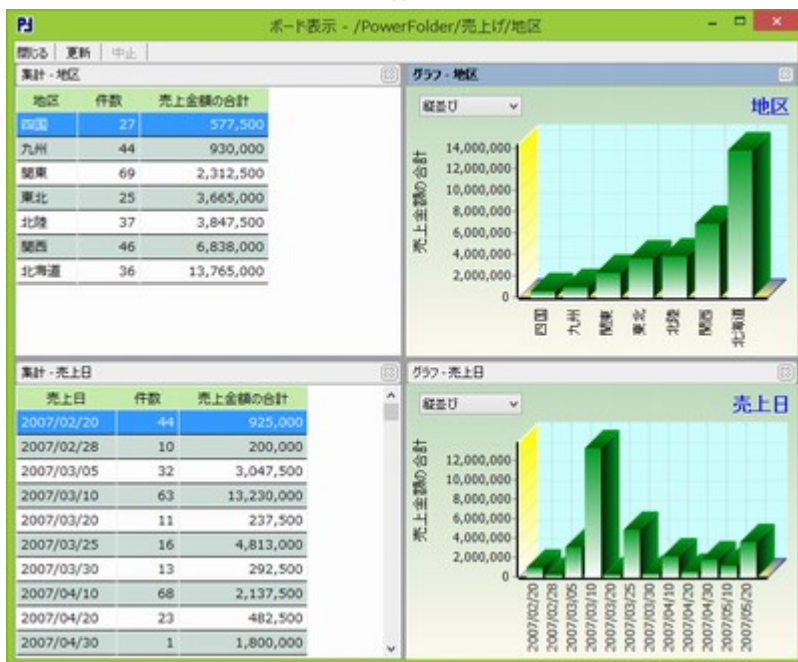 PJ
ボード表示 - /PowerFolder/売上げ/地区
閉じる 更新 中止
集計 - 地区
地区 件数 売上金額の合計
四国 27 577,500
九州 44 930,000
関東 69 2,312,500
東北 25 3,665,000
北陸 37 3,847,500
関西 46 6,838,000
北海道 36 13,765,000
グラフ - 地区
縦並び
地区
売上金額の合計
14,000,000
12,000,000
10,000,000
8,000,000
6,000,000
4,000,000
2,000,000
0
四国 九州 関東 東北 北陸 関西 北海道
集計 - 売上日
売上日 件数 売上金額の合計
2007/02/20 44 925,000
2007/02/28 10 200,000
2007/03/05 32 3,047,500
2007/03/10 63 13,230,000
2007/03/20 11 237,500
2007/03/25 16 4,813,000
2007/03/30 13 292,500
2007/04/10 68 2,137,500
2007/04/20 23 482,500
2007/04/30 1 1,800,000
グラフ - 売上日
縦並び
売上日
売上金額の合計
12,000,000
10,000,000
8,000,000
6,000,000
4,000,000
2,000,000
0
2007/02/20 2007/02/28 2007/03/05 2007/03/10 2007/03/20 2007/03/25 2007/03/30 2007/04/10 2007/04/20 2007/04/30 2007/05/10 2007/05/20